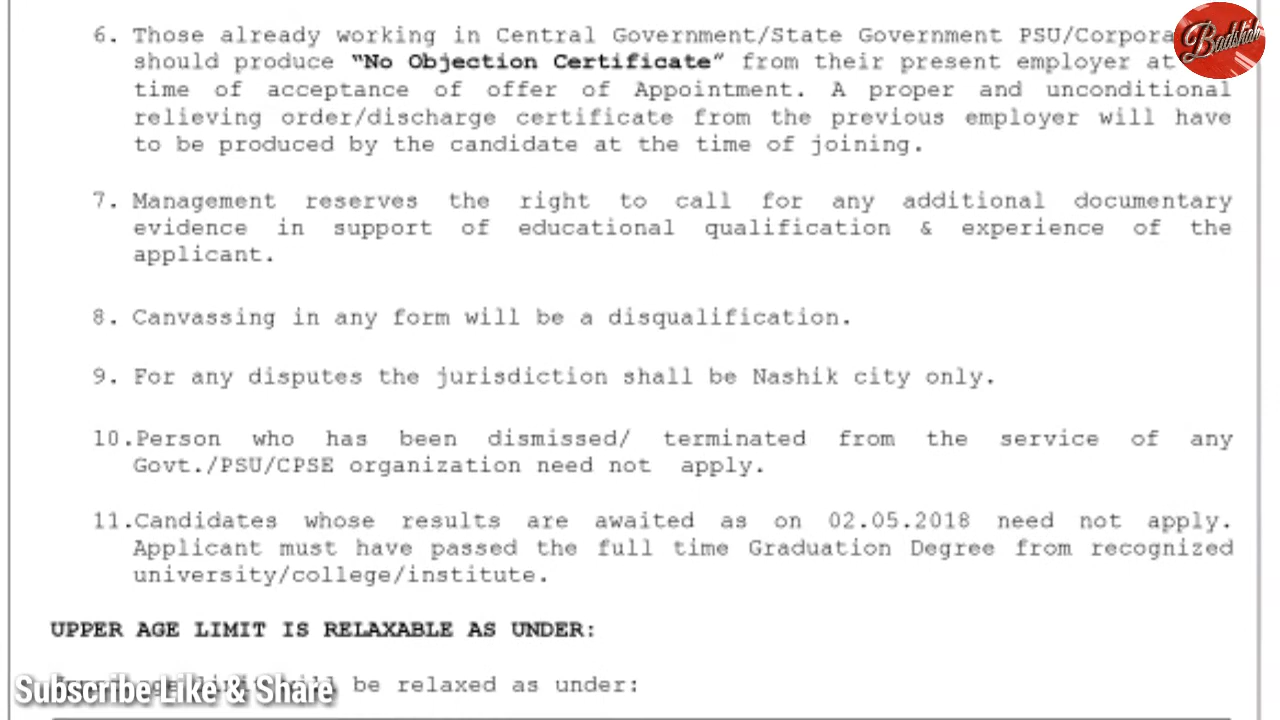 6. Those already working in Central Government/State Government PSU/Corpora
should produce “No Objection Certificate” from their present employer at
time of acceptance of offer of Appointment. A proper and unconditional
relieving order/discharge certificate from the previous employer will have
to be produced by the candidate at the time of joining.
7. Management reserves the right to call for any additional documentary
evidence in support of educational qualification & experience of the
applicant.
8. Canvassing in any form will be a disqualification.
9. For any disputes the jurisdiction shall be Nashik city only.
10.Person who has been dismissed/ terminated from the service of any
Govt./PSU/CPSE organization need not apply.
11.Candidates whose results are awaited as on 02.05.2018 need not apply.
Applicant must have passed the full time Graduation Degree from recognized
university/college/institute.
UPPER AGE LIMIT IS RELAXABLE AS UNDER:
be relaxed as under:
Subscribe Like & Share
Badshah